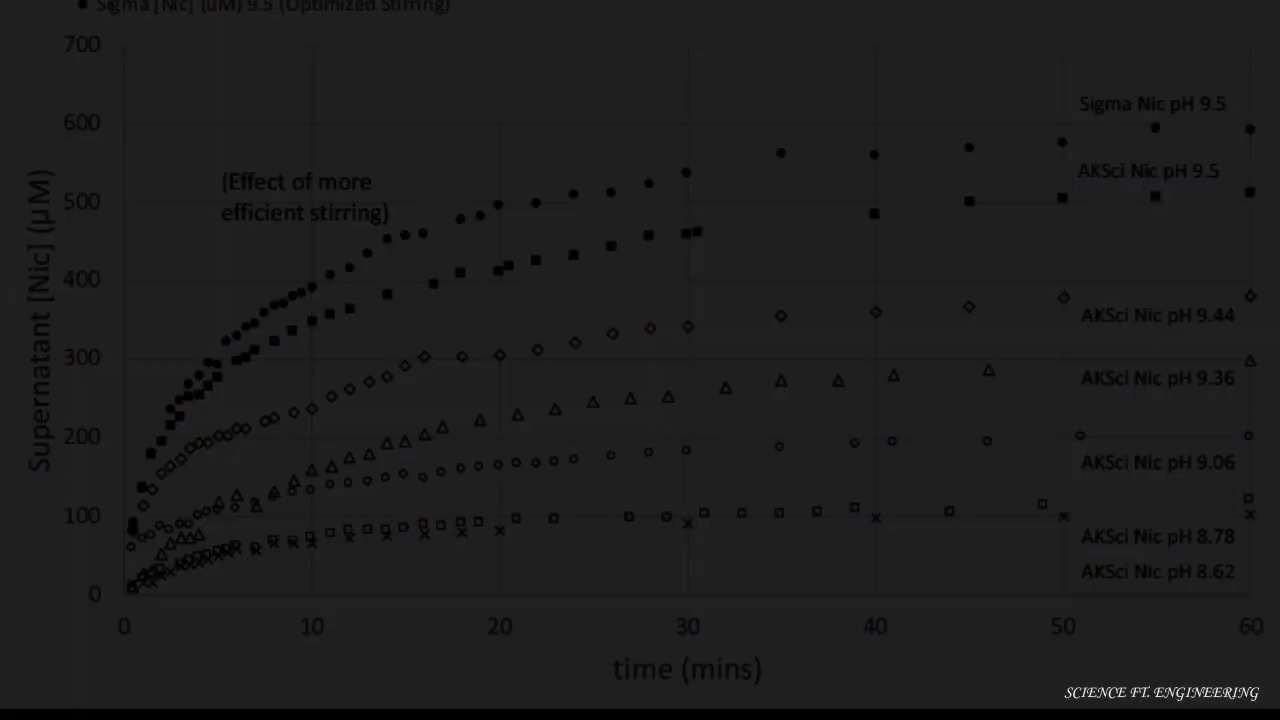 Sigma [Nic] (uM) 9.5 (Optimized Stirring)
700
600
500
400
300
200
100
0
Supernatant [Nic] (µM)
(Effect of more
efficient stirring)
Sigma Nic pH 9.5
AKSci Nic pH 9.5
AKSci Nic pH 9.44
AKSci Nic pH 9.36
AKSci Nic pH 9.06
AKSci Nic pH 8.78
AKSci Nic pH 8.62
0 10 20 30 40 50 60
time (mins)
SCIENCE FT. ENGINEERING